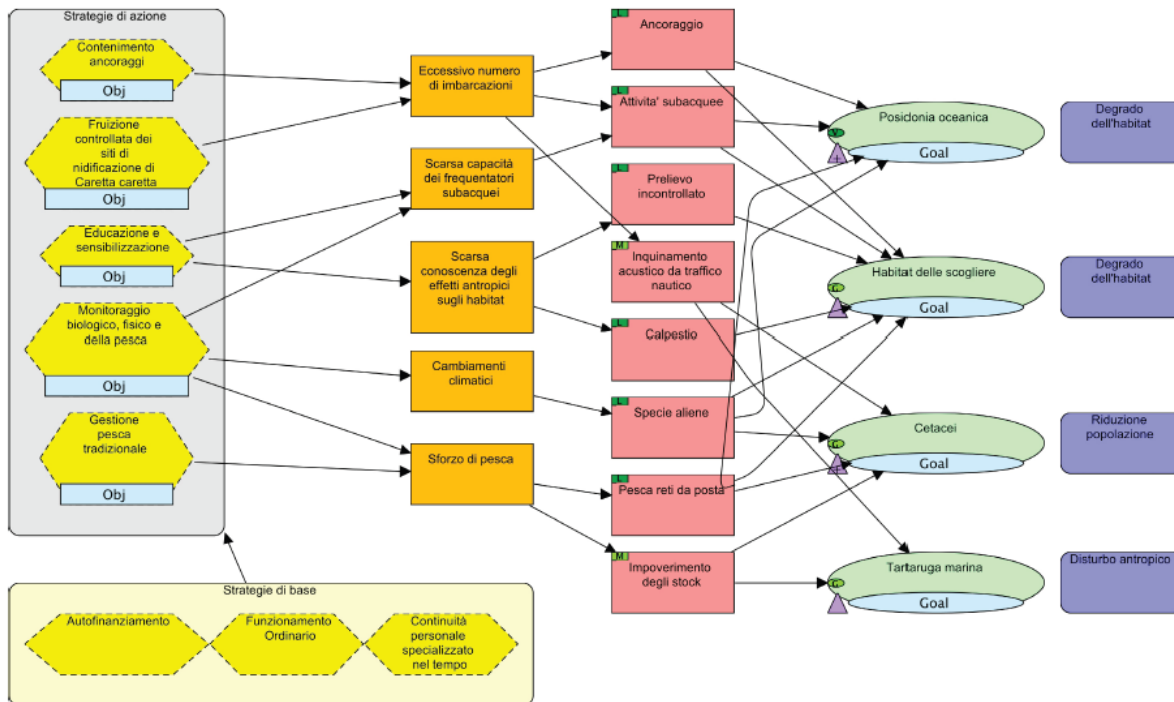 Strategie di azione
Contenimento
ancoraggi
Obj
Fruizione
controllata dei
siti di
nidificazione di
Caretta caretta
Obj
Educazione e
sensibilizzazione
Obj
Monitoraggio
biologico, fisico e
della pesca
Obj
Gestione
pesca
tradizionale
Obj
Strategie di base
Autofinanziamento
Funzionamento
Ordinario
Continuità
personale
specializzato
nel tempo
Eccessivo numero
di imbarcazioni
Scarsa capacità
dei frequentatori
subacquei
Scarsa
conoscenza degli
effetti antropici
sugli habitat
Cambiamenti
climatici
Sforzo di pesca
L
Ancoraggio
L
Attivita' subacquee
L
Prelievo
incontrollato
M
Inquinamento
acustico da traffico
nautico
L
Calpestio
L
Specie aliene
L
Pesca reti da posta
M
Impoverimento
degli stock
Posidonia oceanica
V
+
Goal
Habitat delle scogliere
G
Goal
Cetacei
G
+
Goal
Tartaruga marina
G
Goal
Degrado
dell'habitat
Degrado
dell'habitat
Riduzione
popolazione
Disturbo antropico